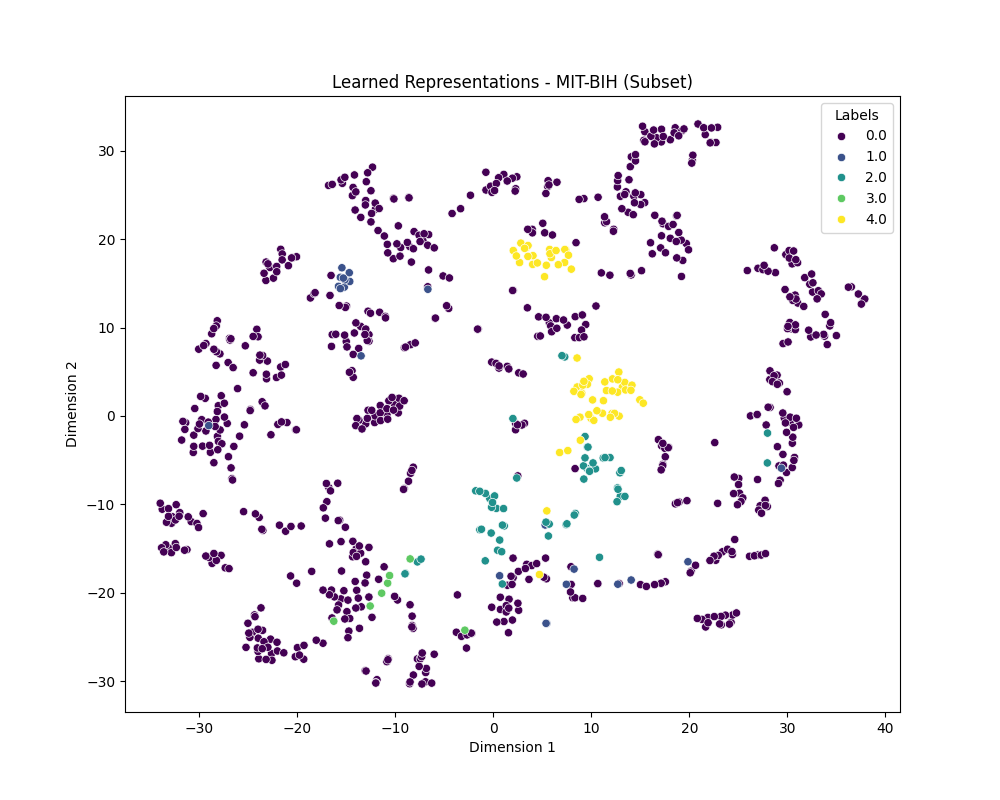 Learned Representations - MIT-BIH (Subset)
Labels
0.0
1.0
2.0
3.0
4.0
30
20
10
0
−10
−20
−30
Dimension 2
−30 −20 −10 0 10 20 30 40
Dimension 1